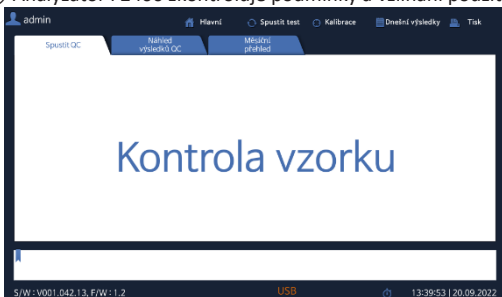 admin Hlavní Spustit test Kalibrace Dnešní výsledky Tisk
Spustit QC
Náhled
výsledků QC
Měsíční
přehled
Kontrola vzorku
S/W : V001.042.13, F/W : 1.2 USB 13:39:53 | 20.09.2022